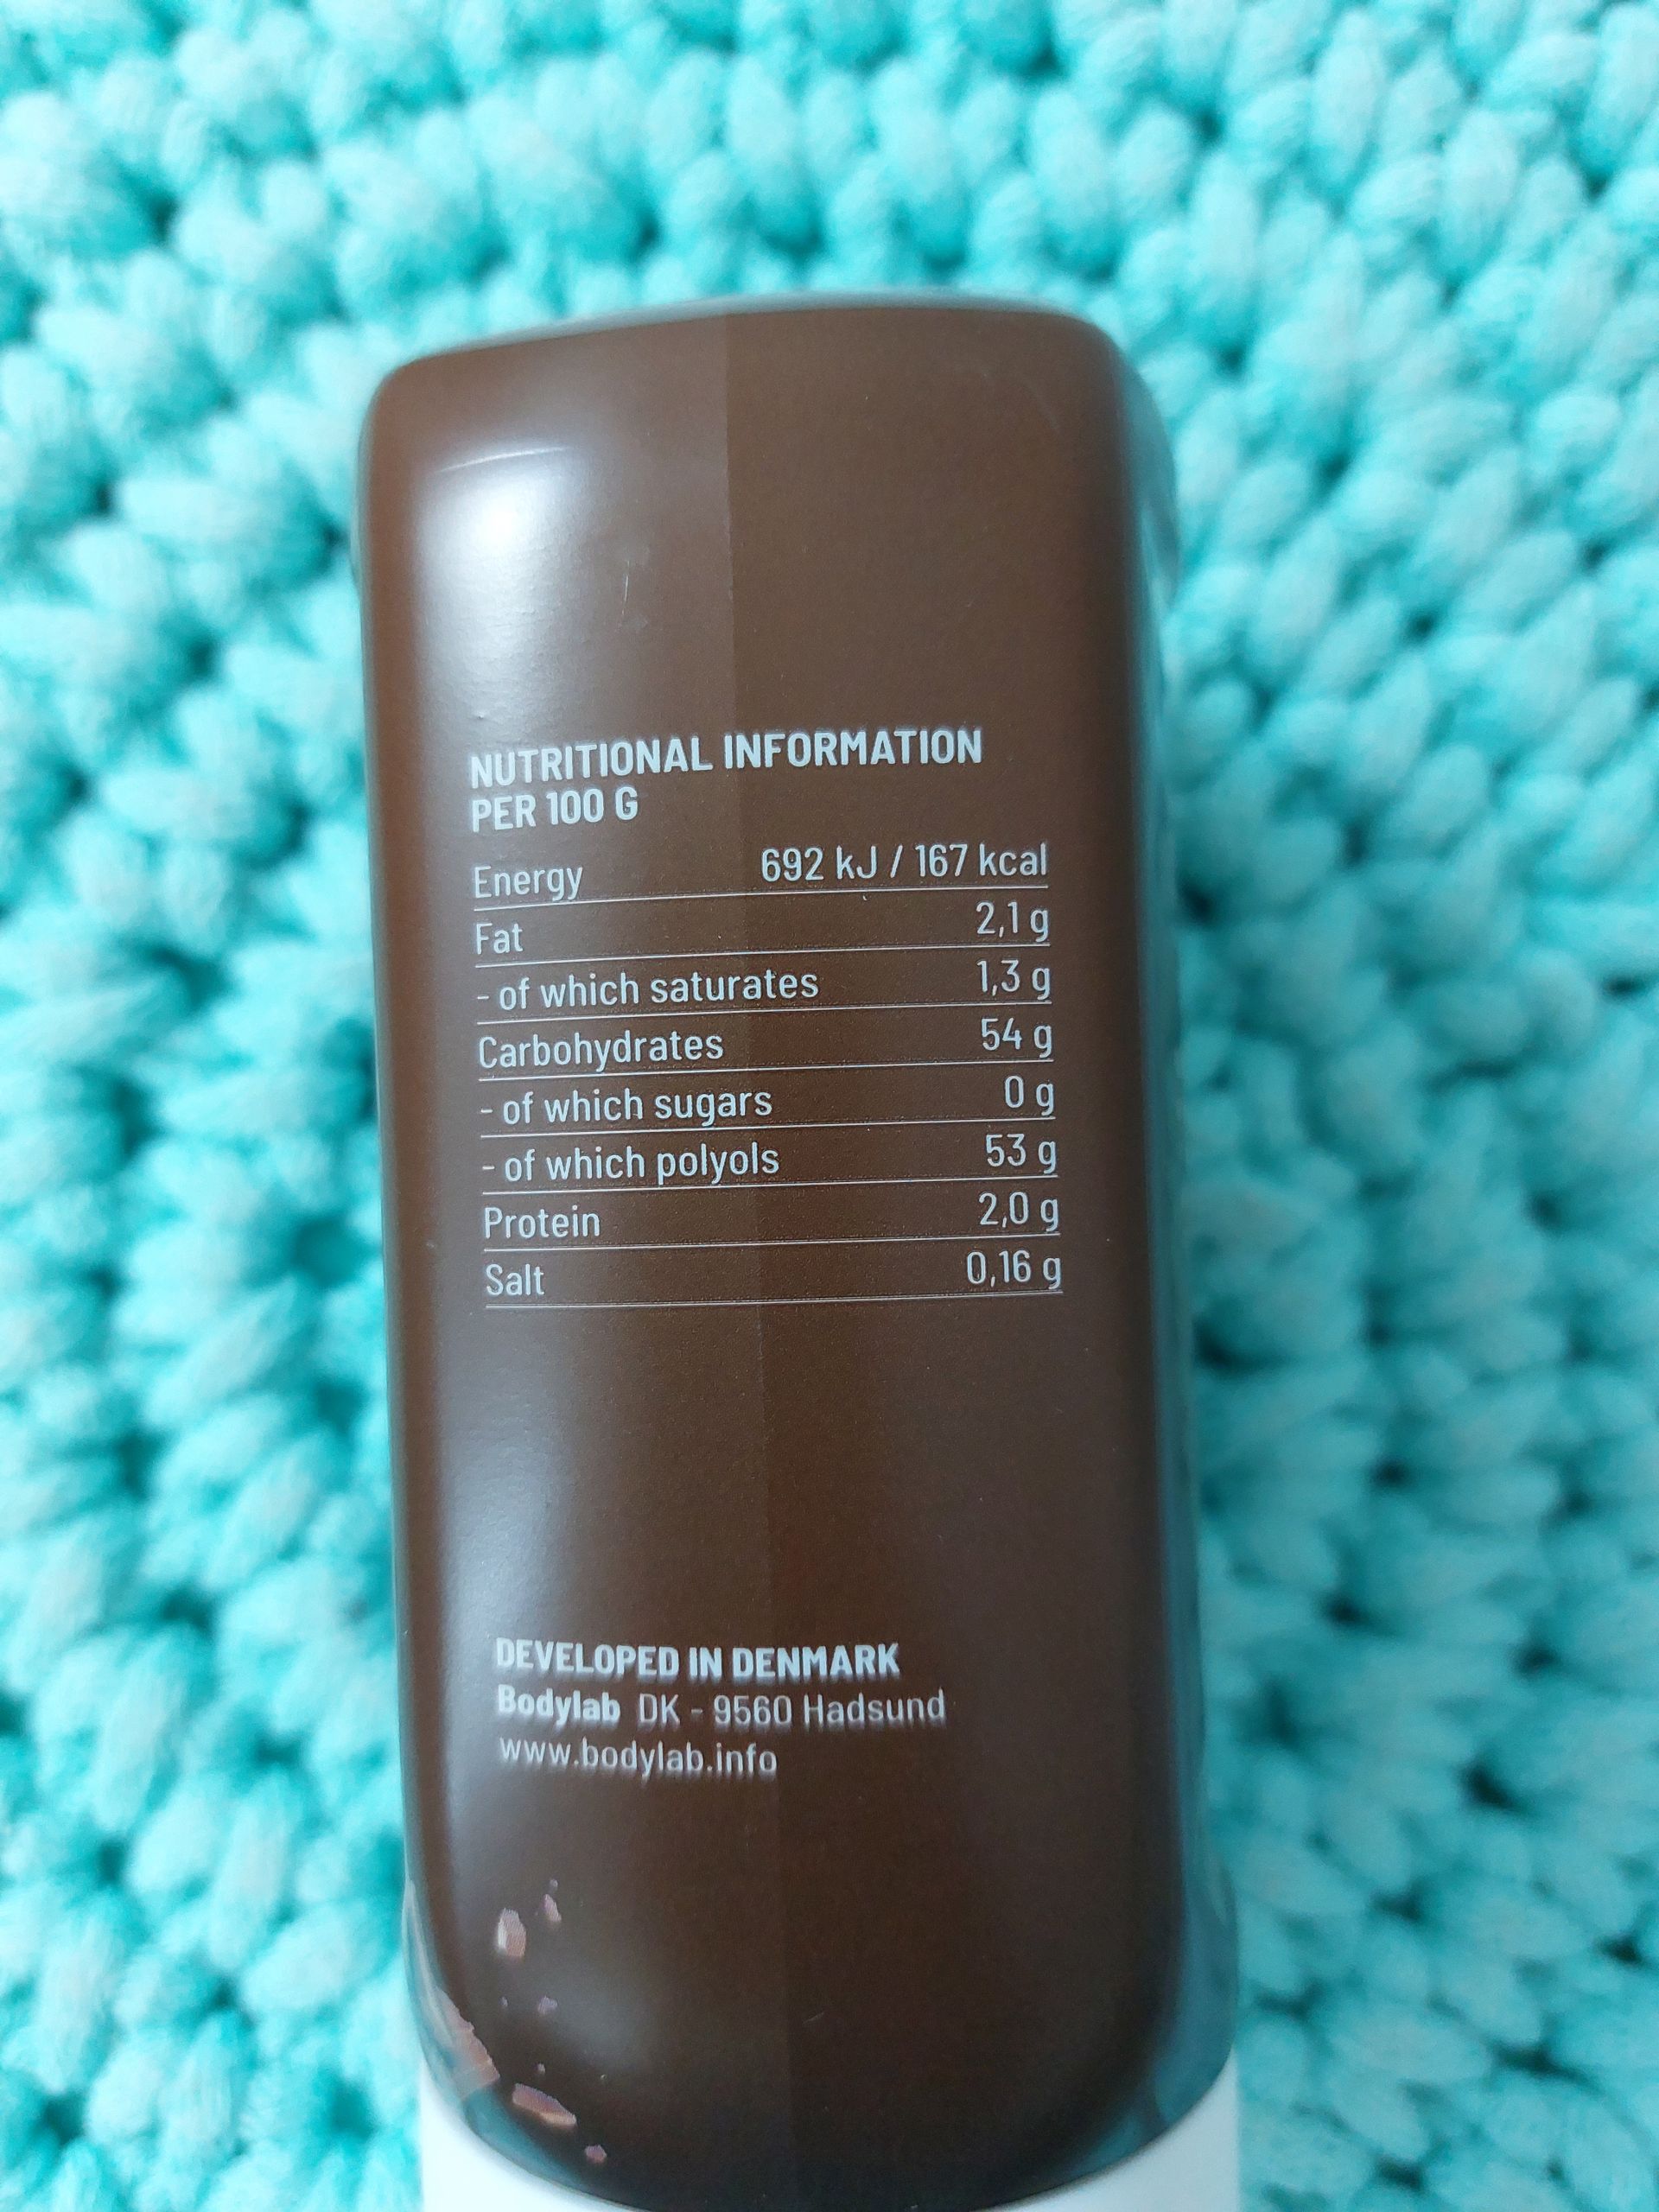 NUTRITIONAL INFORMATION
PER 100 G
Energy 692 kJ / 167 kcal
Fat 2,1 g
- of which saturates 1,3 g
Carbohydrates 54 g
- of which sugars 0 g
- of which polyols 53 g
Protein 2,0 g
Salt 0,16 g
DEVELOPED IN DENMARK
Bodylab DK - 9560 Hadsund
www.bodylab.info